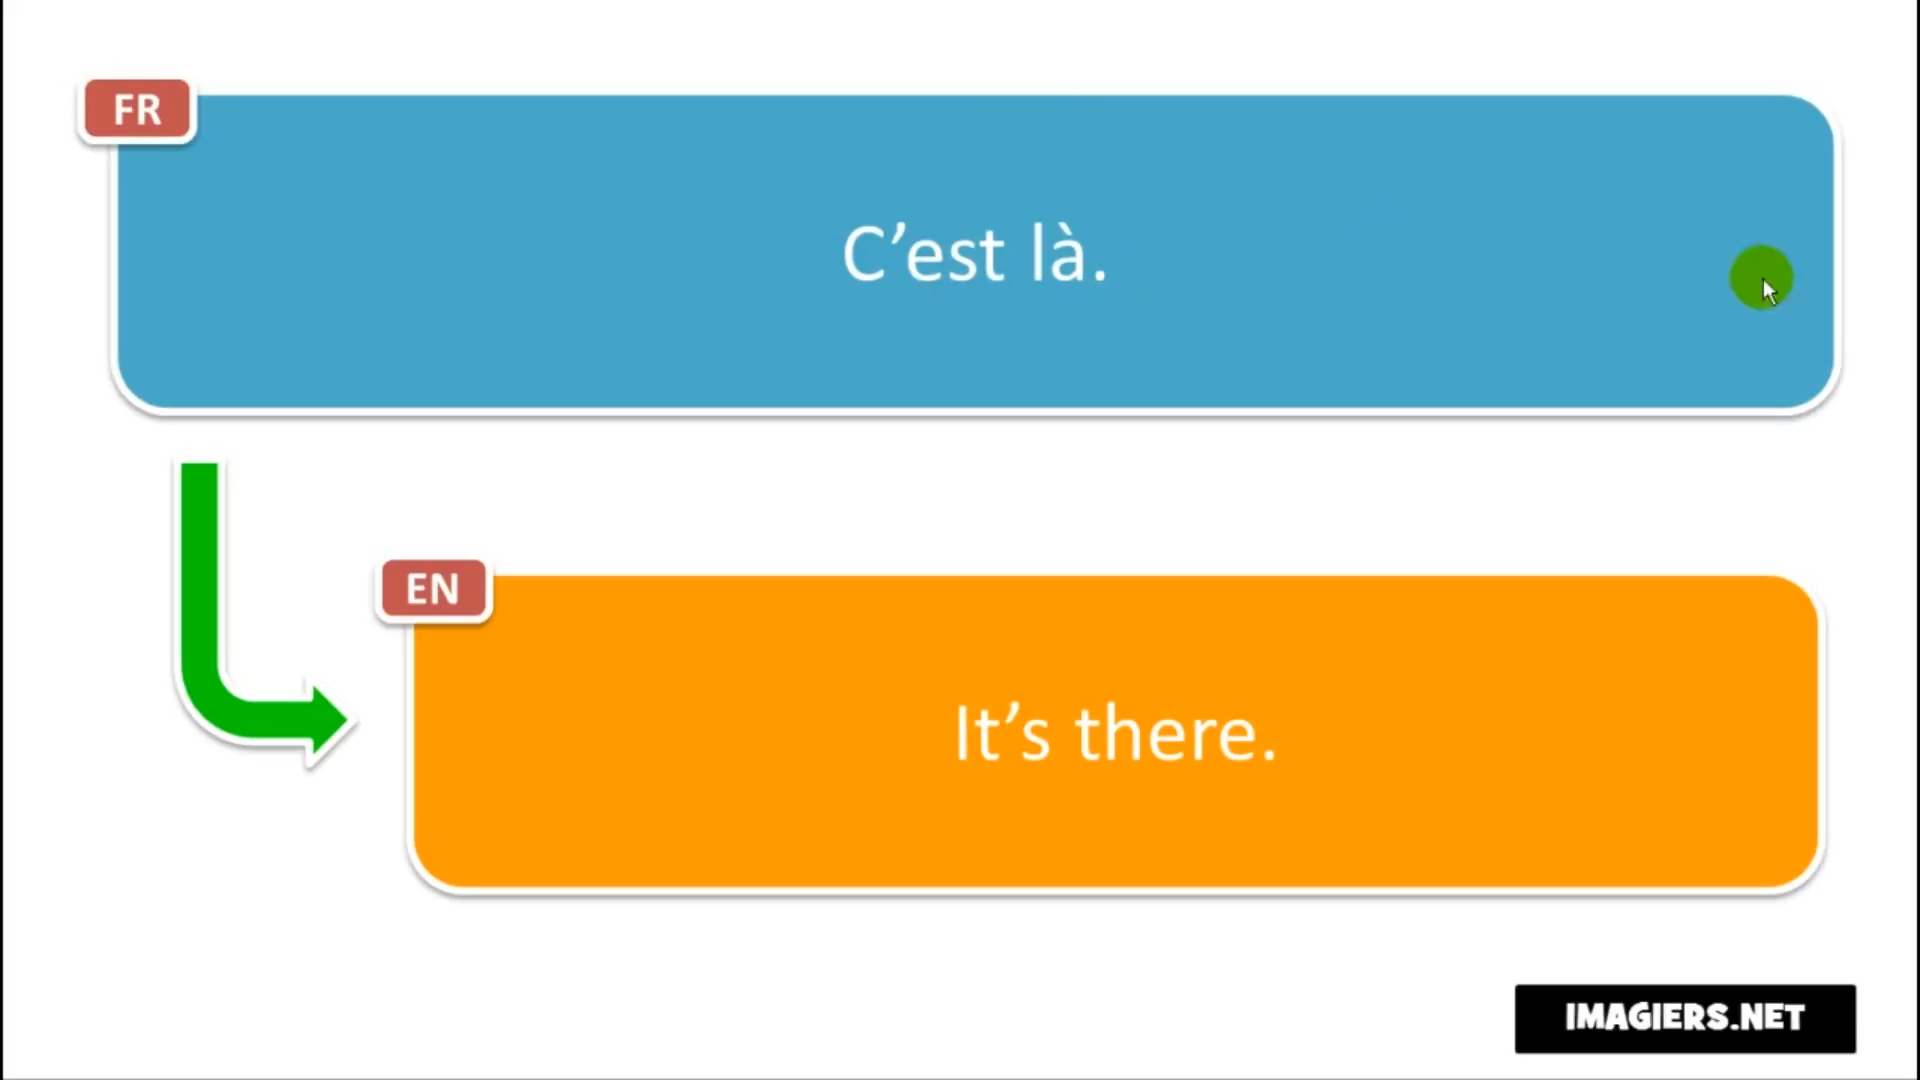 FR
C’est là.
EN
It’s there.
IMAGIERS.NET